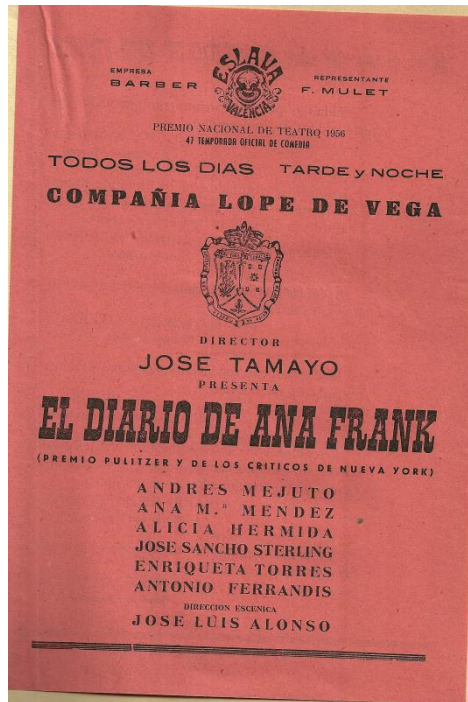 EMPRESA
BARBER
ESLAVA
VALENCIA
REPRESENTANTE
F. MULET
PREMIO NACIONAL DE TEATRO 1956
47 TEMPORADA OFICIAL DE COMEDIA
TODOS LOS DIAS TARDE y NOCHE
COMPAÑIA LOPE DE VEGA
DIRECTOR
JOSE TAMAYO
PRESENTA
EL DIARIO DE ANA FRANK
(PREMIO PULITZER Y DE LOS CRITICOS DE NUEVA YORK)
ANDRES MEJUTO
ANA M.ª MENDEZ
ALICIA HERMIDA
JOSE SANCHO STERLING
ENRIQUETA TORRES
ANTONIO FERRANDIS
DIRECCION ESCENICA
JOSE LUIS ALONSO